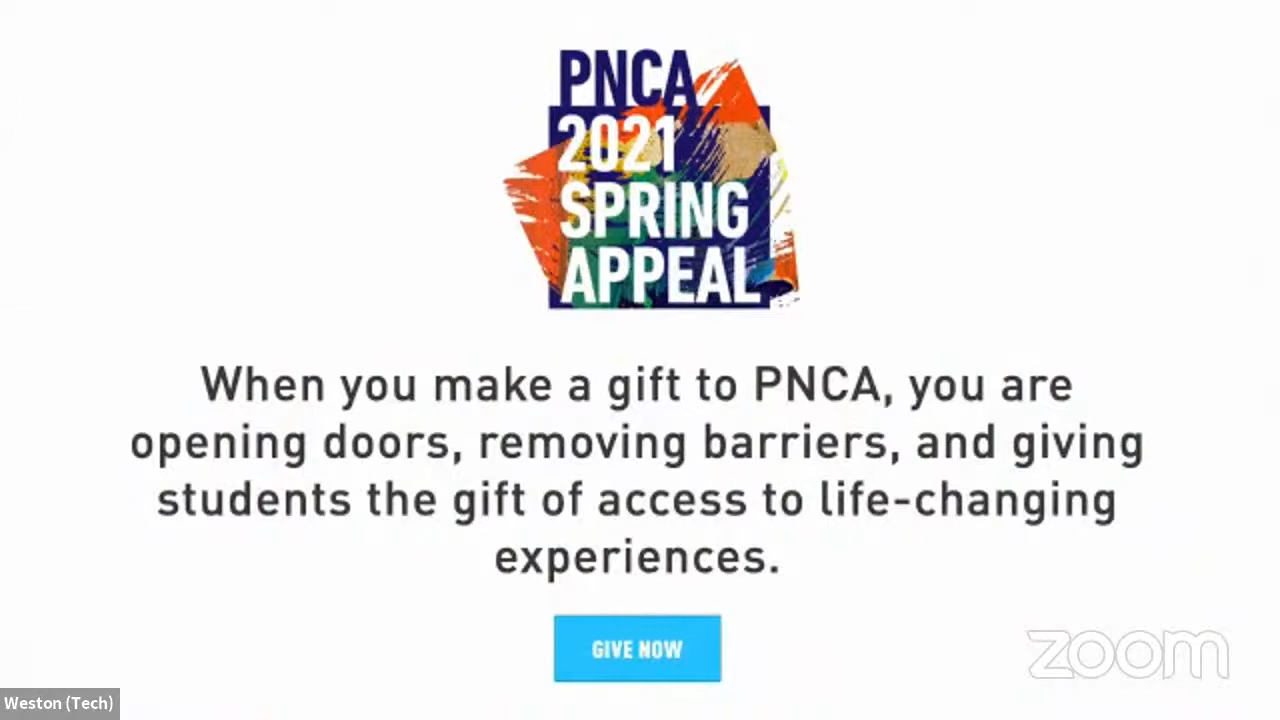 PNCA
2021
SPRING
APPEAL
When you make a gift to PNCA, you are
opening doors, removing barriers, and giving
students the gift of access to life-changing
experiences.
GIVE NOW
zoom
Weston (Tech)